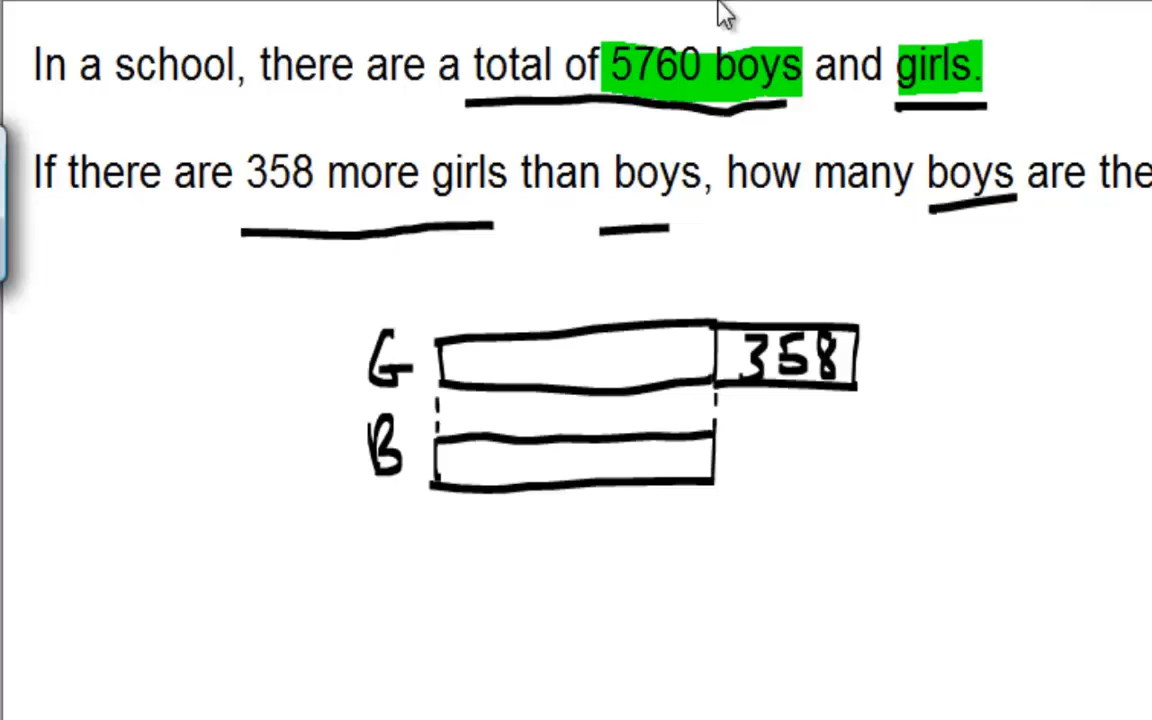 In a school, there are a total of 5760 boys and girls.
If there are 358 more girls than boys, how many boys are the
G 358
B